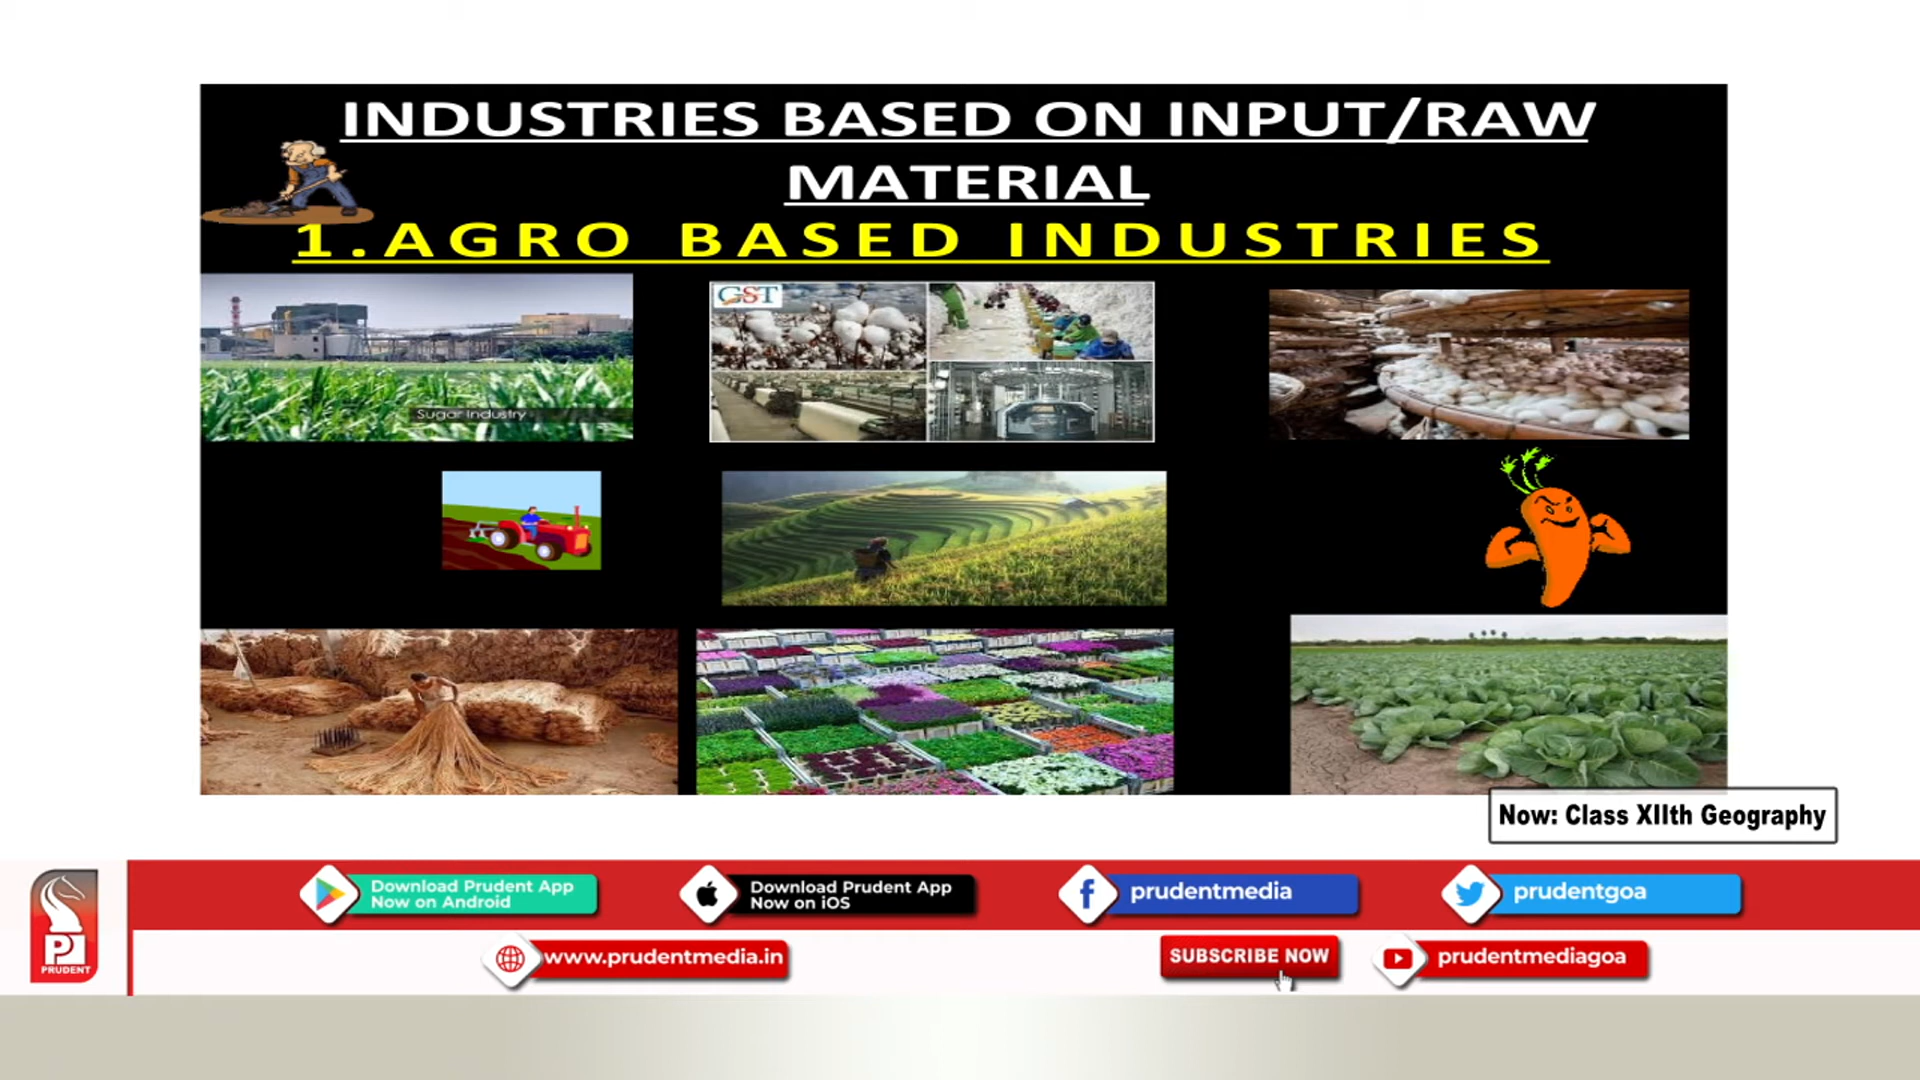 INDUSTRIES BASED ON INPUT/RAW
MATERIAL
1.AGRO BASED INDUSTRIES
GST
Sugar Industry
Now: Class XIIth Geography
Download Prudent App
Now on Android
Download Prudent App
Now on iOS
prudentmedia
prudentgoa
PRUDENT
www.prudentmedia.in
SUBSCRIBE NOW
prudentmediagoa